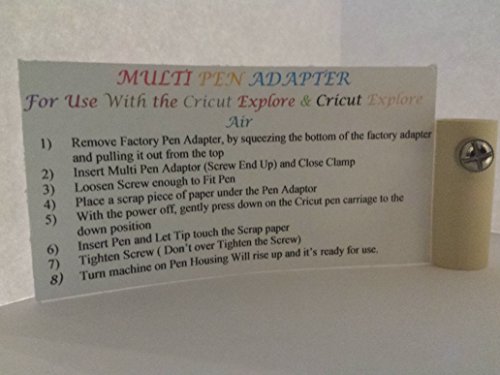 MULTI PEN ADAPTER
For Use With the Cricut Explore & Cricut Explore
Air
1) Remove Factory Pen Adapter, by squeezing the bottom of the factory adapter
and pulling it out from the top
2) Insert Multi Pen Adaptor (Screw End Up) and Close Clamp
3) Loosen Screw enough to Fit Pen
4) Place a scrap piece of paper under the Pen Adaptor
5) With the power off, gently press down on the Cricut pen carriage to the
down position
6) Insert Pen and Let Tip touch the Scrap paper
7) Tighten Screw ( Don't over Tighten the Screw)
8) Turn machine on Pen Housing Will rise up and it's ready for use.